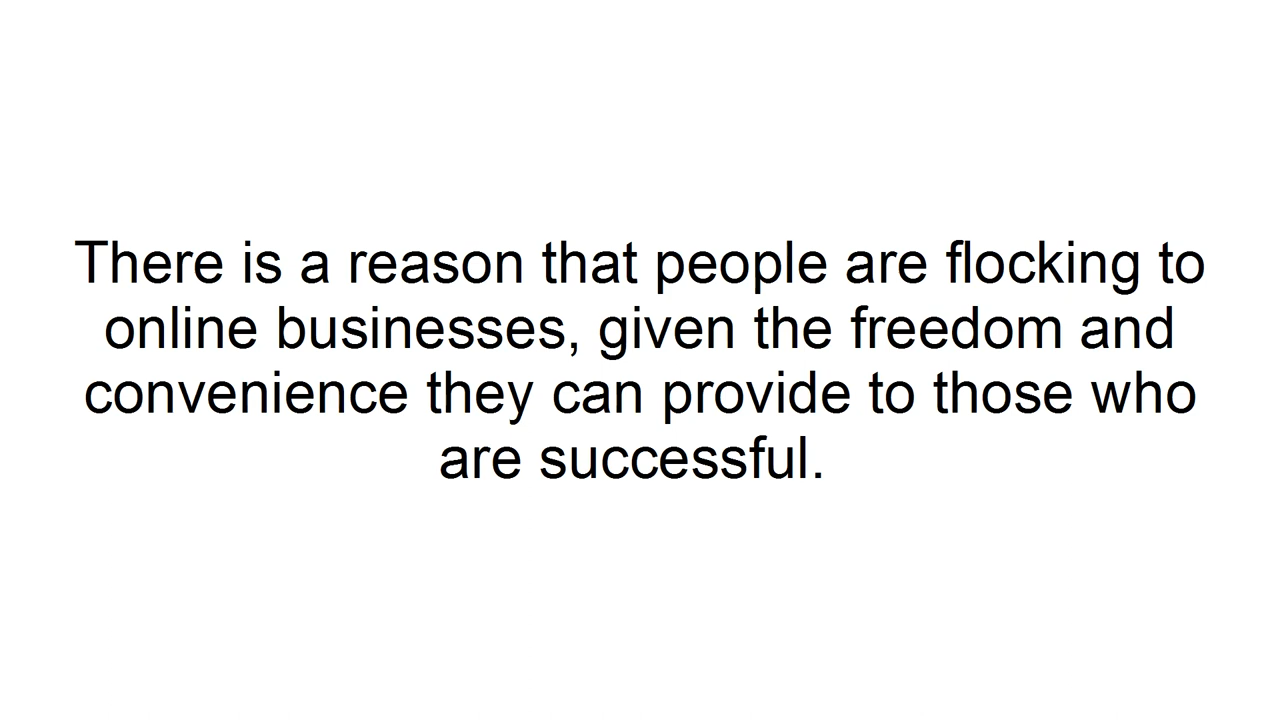 There is a reason that people are flocking to
online businesses, given the freedom and
convenience they can provide to those who
are successful.